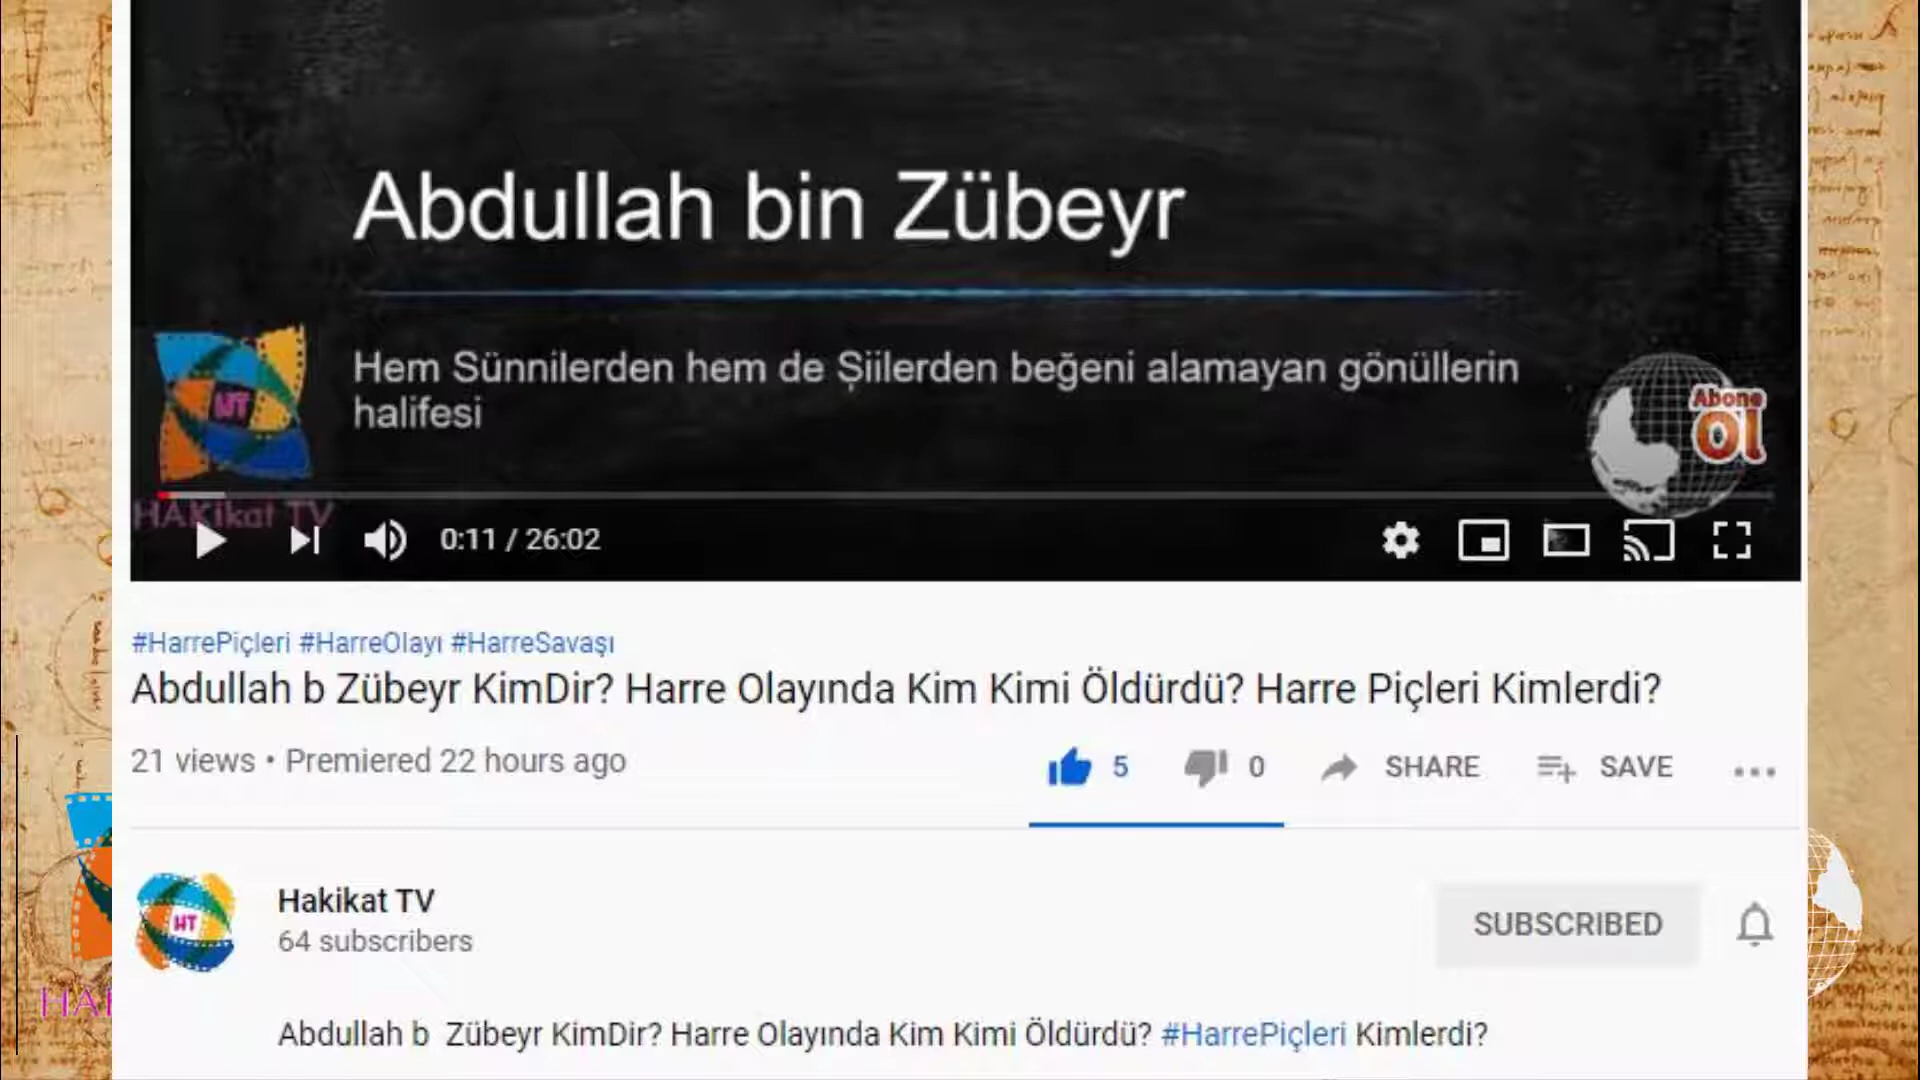 Abdullah bin Zübeyr
Hem Sünnilerden hem de Şiilerden beğeni alamayan gönüllerin
halifesi
HT
Abone
Ol
HAKikat TV
0:11 / 26:02
#HarrePiçleri #HarreOlayı #HarreSavaşı
Abdullah b Zübeyr KimDir? Harre Olayında Kim Kimi Öldürdü? Harre Piçleri Kimlerdi?
21 views • Premiered 22 hours ago
5
0
SHARE
SAVE
HT
Hakikat TV
64 subscribers
SUBSCRIBED
HAK
Abdullah b Zübeyr KimDir? Harre Olayında Kim Kimi Öldürdü? #HarrePiçleri Kimlerdi?